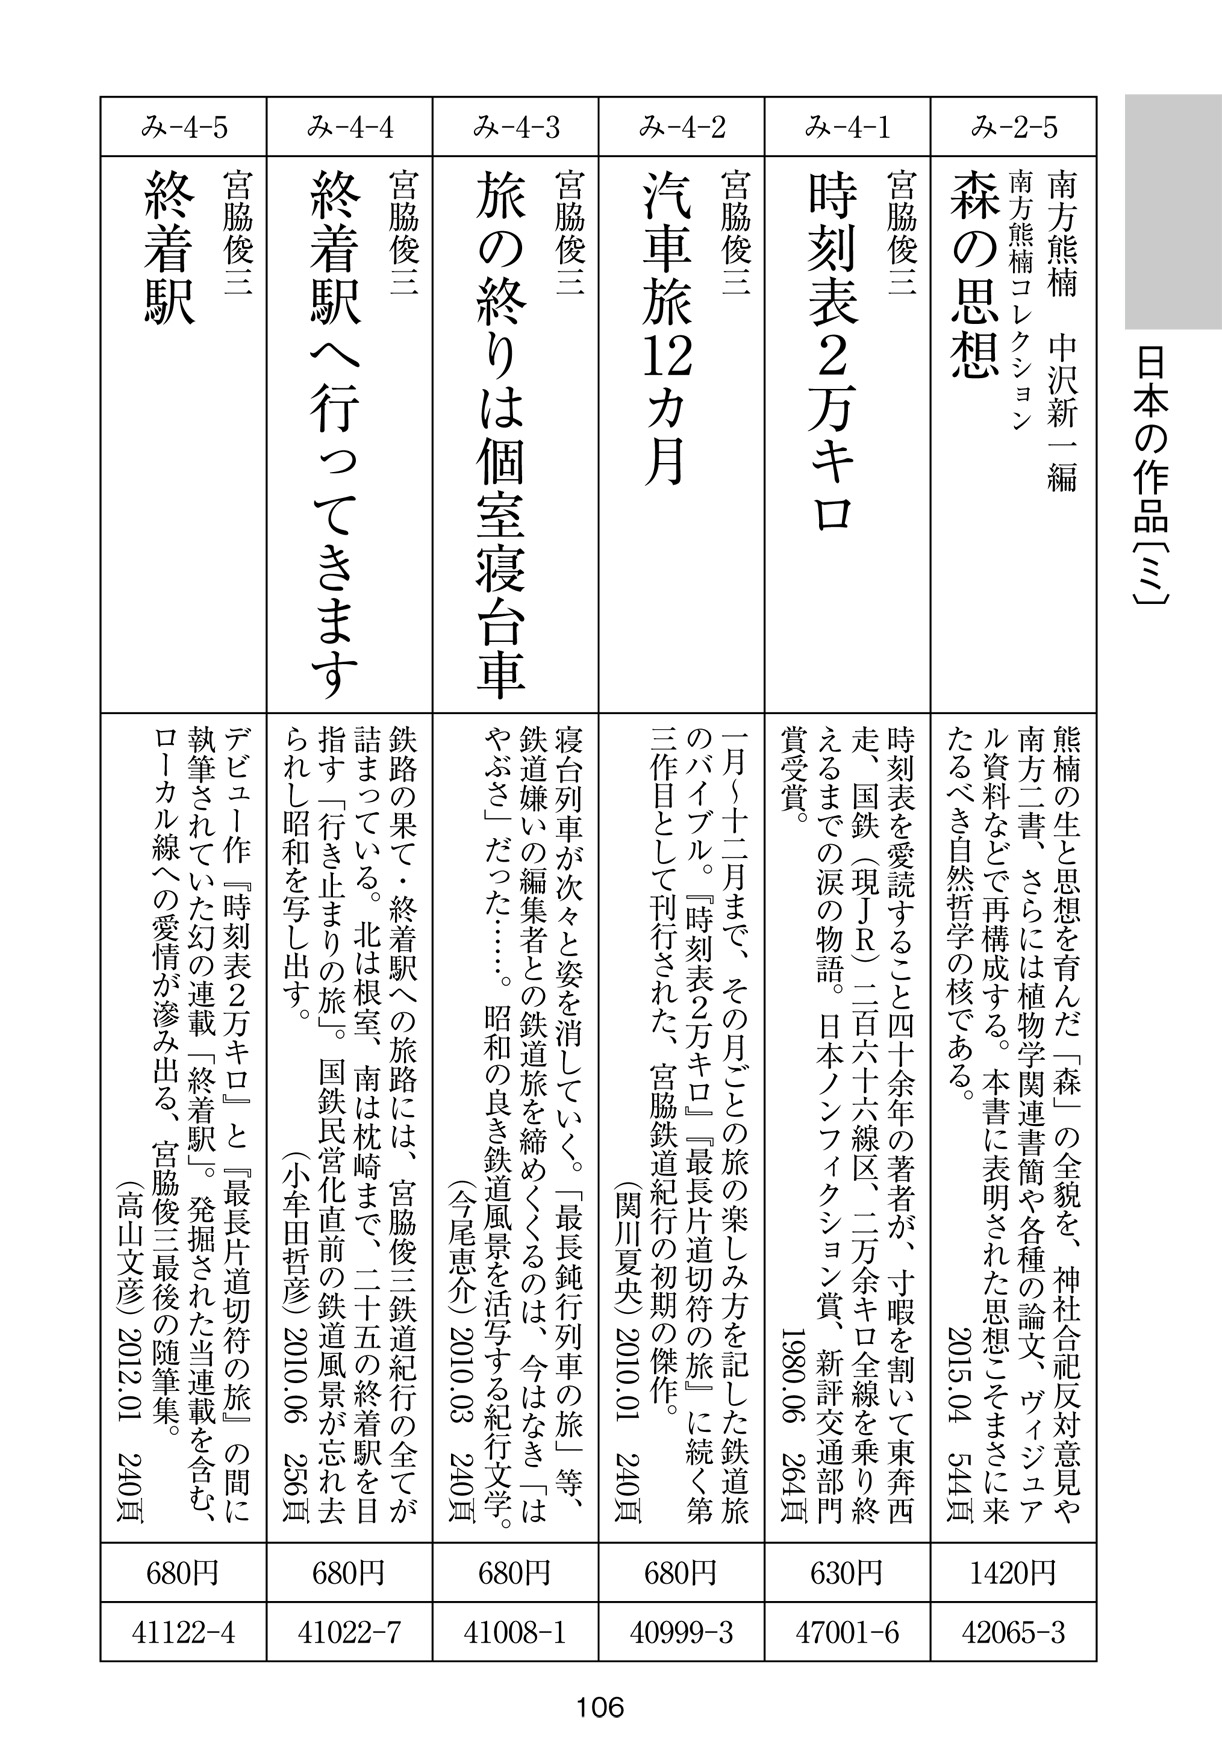 日本の作品〔ミ〕
み-2-5
南方熊楠　中沢新一編
南方熊楠コレクション
森の思想
熊楠の生と思想を育んだ「森」の全貌を、神社合祀反対意見や
南方二書、さらには植物学関連書簡や各種の論文、ヴィジュア
ル資料などで再構成する。本書に表明された思想こそまさに来
たるべき自然哲学の核である。　2015.04　544頁
1420円
42065-3
み-4-1
宮脇俊三
時刻表2万キロ
時刻表を愛読すること四十余年の著者が、寸暇を割いて東奔西
走、国鉄（現JR）二百六十六線区、二万余キロ全線を乗り終
えるまでの涙の物語。日本ノンフィクション賞、新評交通部門
賞受賞。　1980.06　264頁
630円
47001-6
み-4-2
宮脇俊三
汽車旅12カ月
一月～十二月まで、その月ごとの旅の楽しみ方を記した鉄道旅
のバイブル。『時刻表2万キロ』『最長片道切符の旅』に続く第
三作目として刊行された、宮脇鉄道紀行の初期の傑作。
（関川夏央）2010.01　240頁
680円
40999-3
み-4-3
宮脇俊三
旅の終りは個室寝台車
寝台列車が次々と姿を消していく。「最長鈍行列車の旅」等、
鉄道嫌いの編集者との鉄道旅を締めくくるのは、今はなき「は
やぶさ」だった……。昭和の良き鉄道風景を活写する紀行文学。
（今尾恵介）2010.03　240頁
680円
41008-1
み-4-4
宮脇俊三
終着駅へ行ってきます
鉄路の果て・終着駅への旅路には、宮脇俊三鉄道紀行の全てが
詰まっている。北は根室、南は枕崎まで、二十五の終着駅を目
指す「行き止まりの旅」。国鉄民営化直前の鉄道風景が忘れ去
られし昭和を写し出す。　（小牟田哲彦）2010.06　256頁
680円
41022-7
み-4-5
宮脇俊三
終着駅
デビュー作『時刻表2万キロ』と『最長片道切符の旅』の間に
執筆されていた幻の連載「終着駅」。発掘された当連載を含む、
ローカル線への愛情が滲み出る、宮脇俊三最後の随筆集。
（高山文彦）2012.01　240頁
680円
41122-4
106